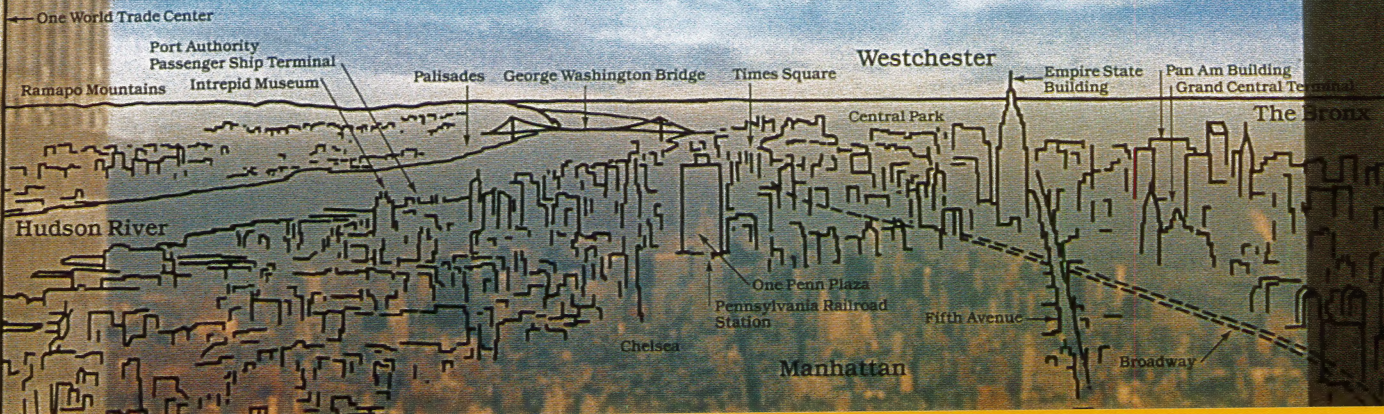 One World Trade Center
Port Authority
Passenger Ship Terminal
Ramapo Mountains
Intrepid Museum
Palisades
George Washington Bridge
Times Square
Westchester
Empire State
Building
Pan Am Building
Grand Central Terminal
Central Park
The Bronx
Hudson River
One Penn Plaza
Pennsylvania Railroad
Station
Fifth Avenue
Chelsea
Manhattan
Broadway